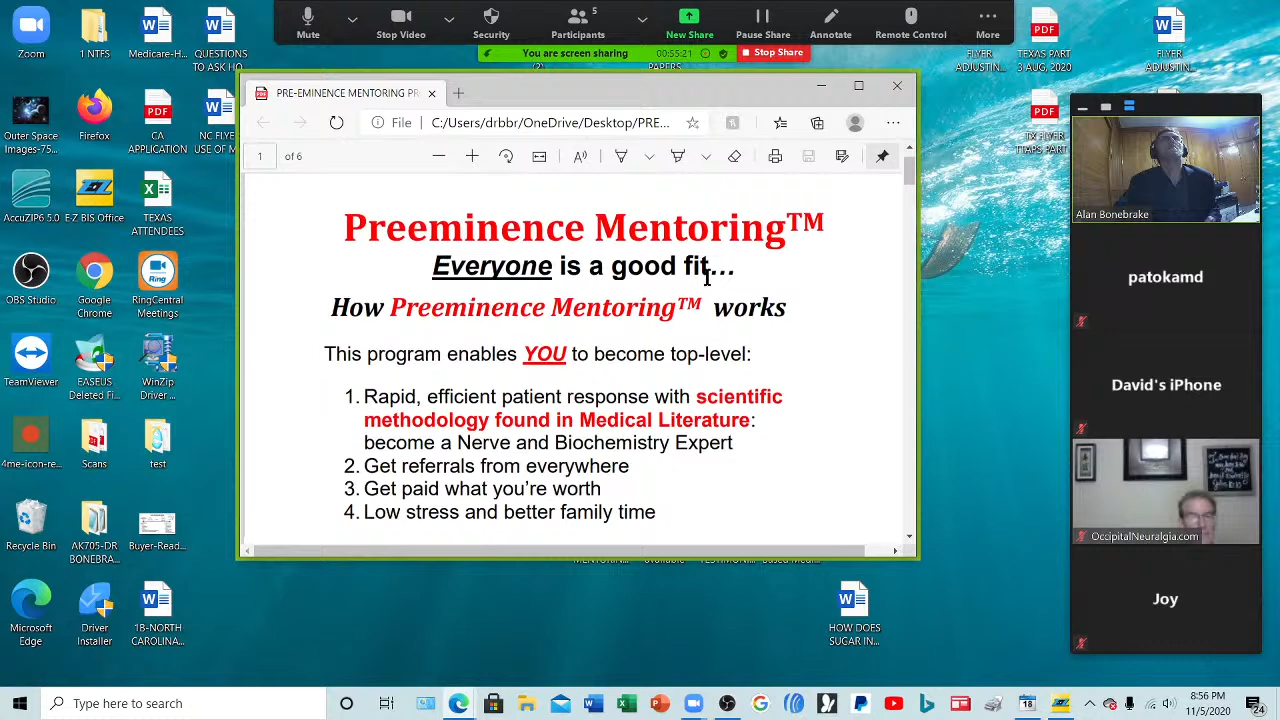 Mute
Stop Video
Security
Participants
5
New Share
Pause Share
Annotate
Remote Control
More
You are screen sharing
00:55:21
Stop Share
Zoom
1 NTFS
Medicare-H...
QUESTIONS
TO ASK HO
FLYER
ADJUSTIN...
TEXAS PART
3 AUG, 2020
FLYER
ADJUSTIN...
Outer Space
Images-75...
Firefox
CA
APPLICATION
NC FLYE
USE OF M
AccuZIP6 5.0
E-Z BIS Office
TEXAS
ATTENDEES
OBS Studio
Google
Chrome
RingCentral
Meetings
TeamViewer
EASEUS
Deleted Fi...
WinZip
Driver ...
4me-icon-re...
Scans
test
Recycle Bin
AK705-DR
BONEBRA...
Buyer-Read...
Microsoft
Edge
Driver
Installer
1B-NORTH
CAROLINA...
HOW DOES
SUGAR IN...
PRE-EMINENCE MENTORING PR
File
C:/Users/drbbr/OneDrive/Desktop/PRE...
1 of 6
Preeminence Mentoring™
Everyone is a good fit...
How Preeminence Mentoring™ works
This program enables YOU to become top-level:
1. Rapid, efficient patient response with scientific
methodology found in Medical Literature:
become a Nerve and Biochemistry Expert
2. Get referrals from everywhere
3. Get paid what you’re worth
4. Low stress and better family time
Alan Bonebrake
patokamd
David's iPhone
OccipitalNeuralgia.com
Joy
Type here to search
8:56 PM
11/5/2020
24